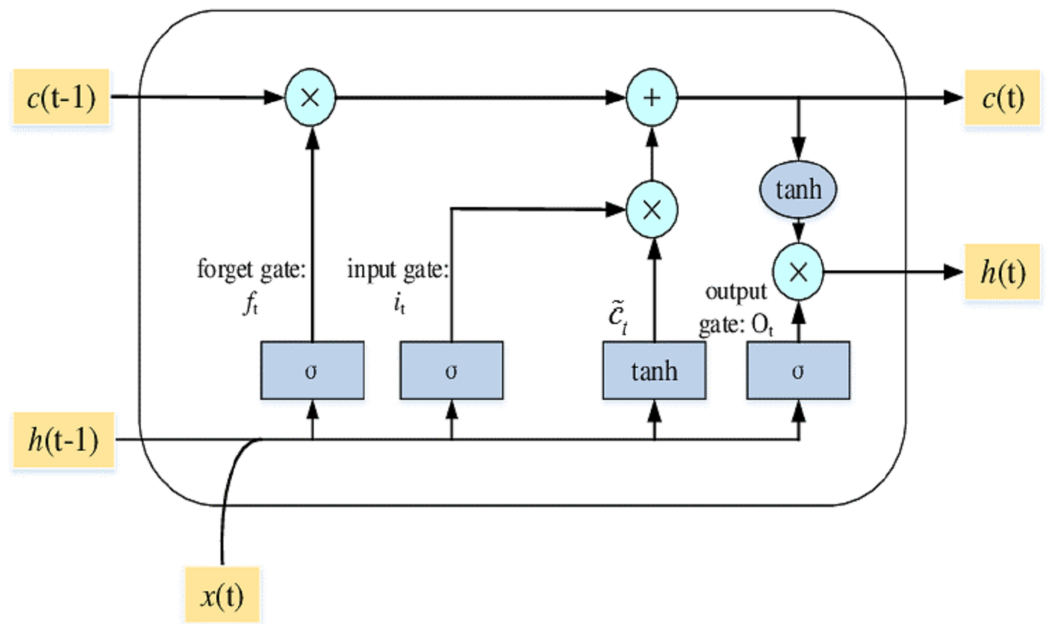 c(t-1)
×
+
c(t)
tanh
×
forget gate:
fₜ
input gate:
iₜ
c̃ₜ
output
gate: Oₜ
×
h(t)
σ
σ
tanh
σ
h(t-1)
x(t)